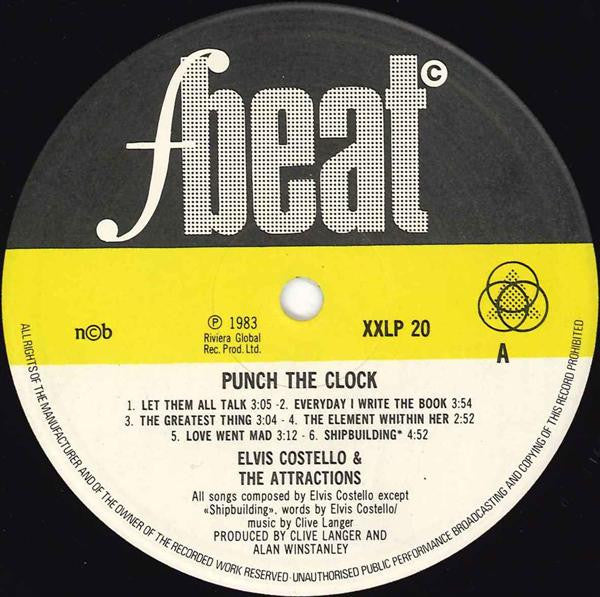 fbeat©
n©b
℗ 1983
Riviera Global
Rec. Prod. Ltd.
XXLP 20
A
PUNCH THE CLOCK
1. LET THEM ALL TALK 3:05 -2. EVERYDAY I WRITE THE BOOK 3:54
3. THE GREATEST THING 3:04 - 4. THE ELEMENT WHITHIN HER 2:52
5. LOVE WENT MAD 3:12 - 6. SHIPBUILDING* 4:52
ELVIS COSTELLO &
THE ATTRACTIONS
All songs composed by Elvis Costello except
«Shipbuilding», words by Elvis Costello/
music by Clive Langer
PRODUCED BY CLIVE LANGER AND
ALAN WINSTANLEY
ALL RIGHTS OF THE MANUFACTURER AND OF THE OWNER OF THE RECORDED WORK RESERVED · UNAUTHORISED PUBLIC PERFORMANCE BROADCASTING AND COPYING OF THIS RECORD PROHIBITED